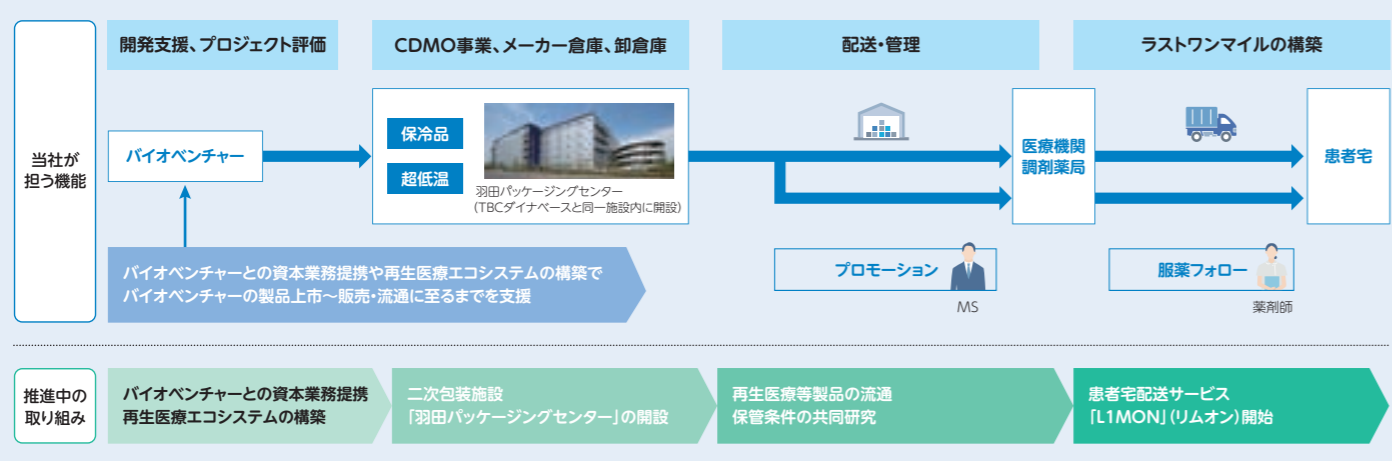 当社が
担う機能
開発支援、プロジェクト評価
CDMO事業、メーカー倉庫、卸倉庫
配送・管理
ラストワンマイルの構築
バイオベンチャー
保冷品
超低温
羽田パッケージングセンター
（TBCダイナベースと同一施設内に開設）
医療機関
調剤薬局
患者宅
バイオベンチャーとの資本業務提携や再生医療エコシステムの構築で
バイオベンチャーの製品上市～販売・流通に至るまでを支援
プロモーション
MS
服薬フォロー
薬剤師
推進中の
取り組み
バイオベンチャーとの資本業務提携
再生医療エコシステムの構築
二次包装施設
「羽田パッケージングセンター」の開設
再生医療等製品の流通
保管条件の共同研究
患者宅配送サービス
「L1MON」（リムオン）開始